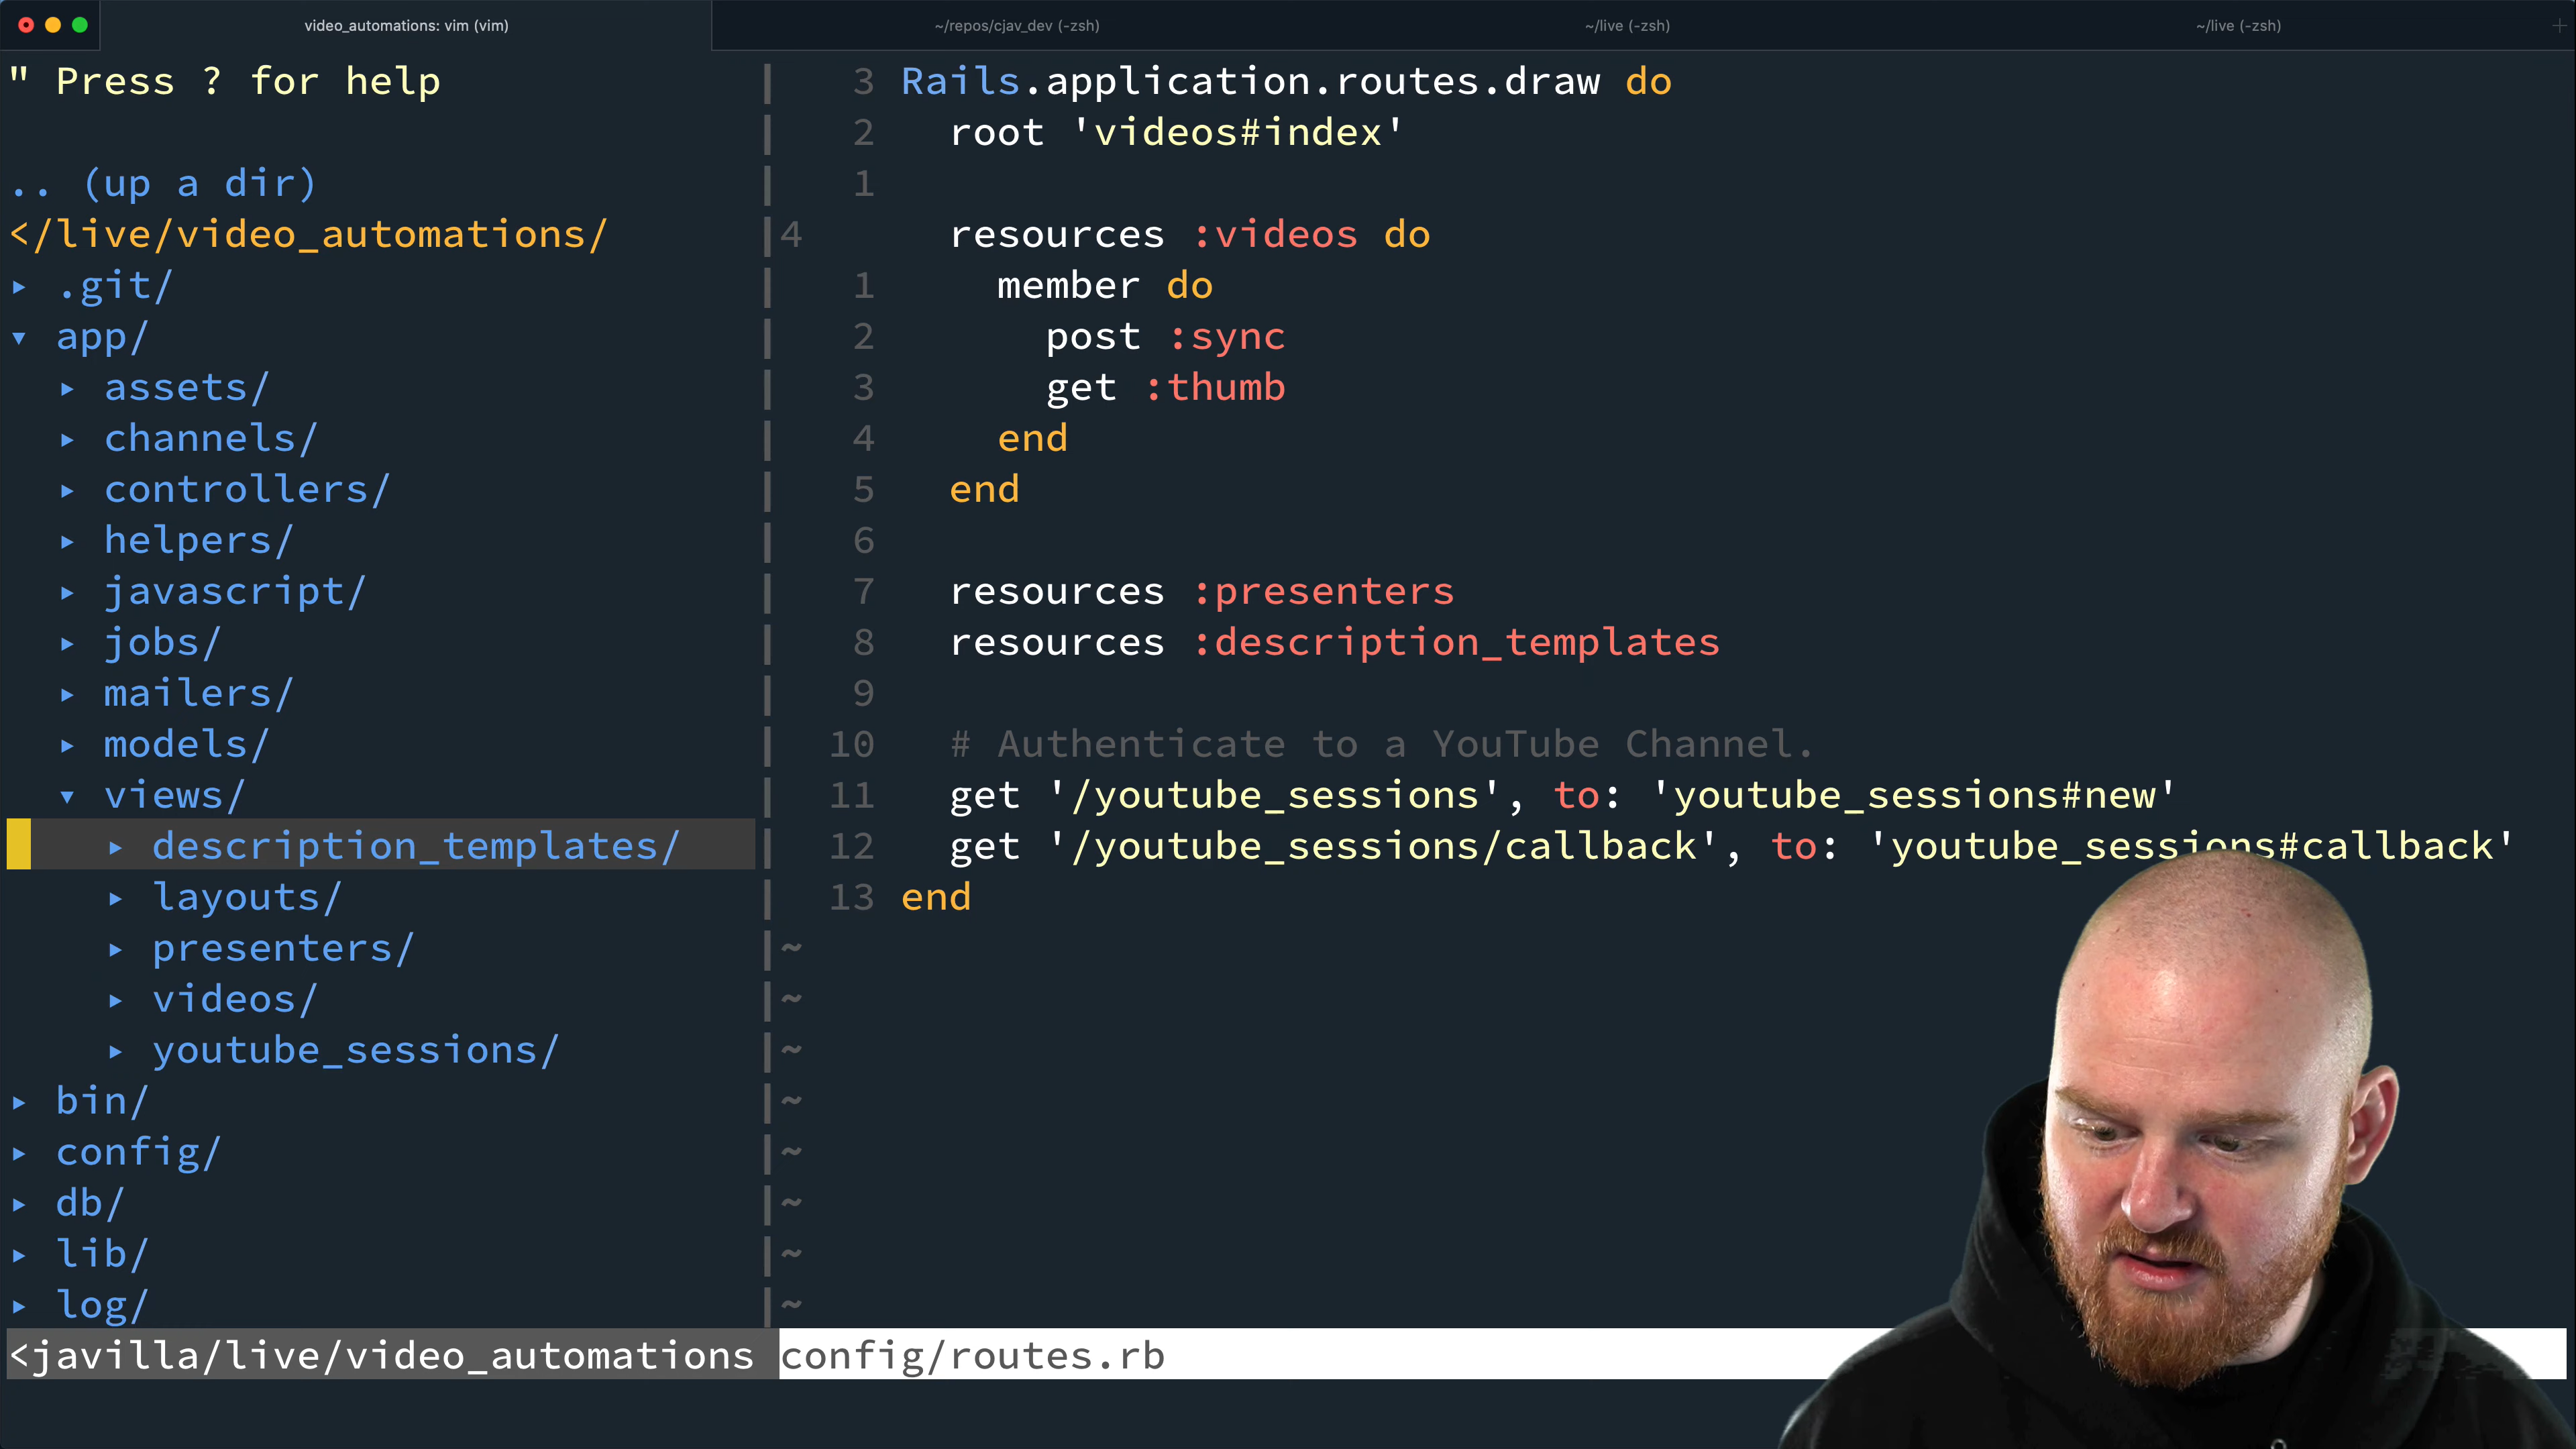 video_automations: vim (vim)
~/repos/cjav_dev (-zsh)
~/live (-zsh)
~/live (-zsh)
" Press ? for help
.. (up a dir)
</live/video_automations/
▸ .git/
▾ app/
▸ assets/
▸ channels/
▸ controllers/
▸ helpers/
▸ javascript/
▸ jobs/
▸ mailers/
▸ models/
▾ views/
▸ description_templates/
▸ layouts/
▸ presenters/
▸ videos/
▸ youtube_sessions/
▸ bin/
▸ config/
▸ db/
▸ lib/
▸ log/
<javilla/live/video_automations
3 Rails.application.routes.draw do
2 root 'videos#index'
1
4 resources :videos do
1 member do
2 post :sync
3 get :thumb
4 end
5 end
6
7 resources :presenters
8 resources :description_templates
9
10 # Authenticate to a YouTube Channel.
11 get '/youtube_sessions', to: 'youtube_sessions#new'
12 get '/youtube_sessions/callback', to: 'youtube_sessions#callback'
13 end
~
~
~
~
~
~
~
~
config/routes.rb